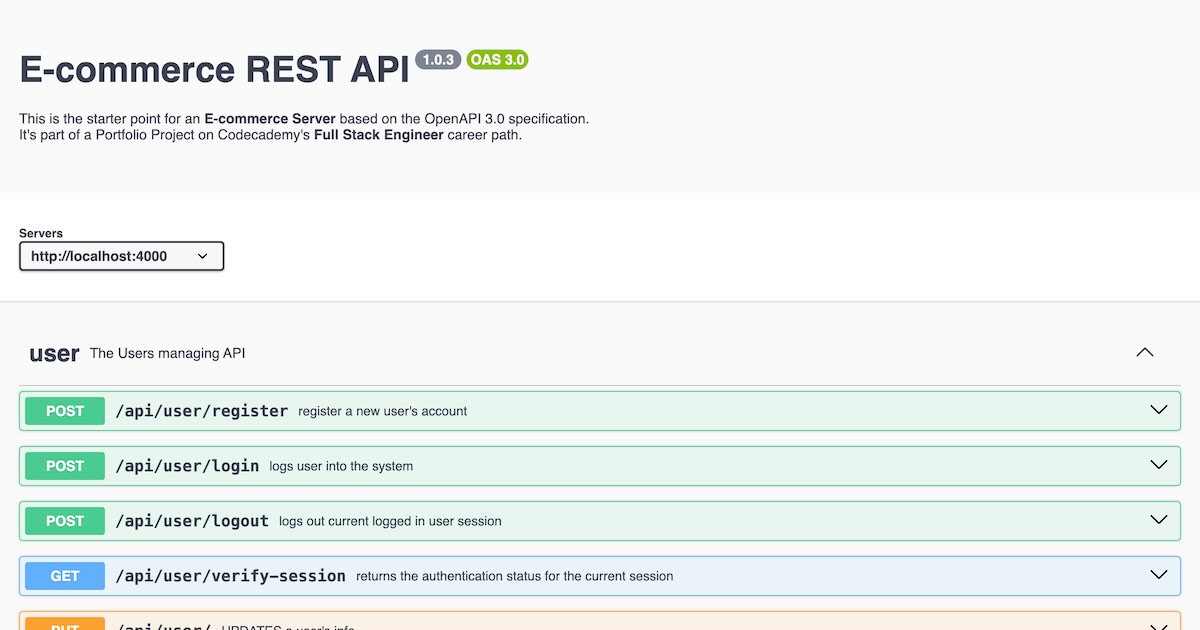 E-commerce REST API 1.0.3 OAS 3.0
This is the starter point for an E-commerce Server based on the OpenAPI 3.0 specification.
It's part of a Portfolio Project on Codecademy's Full Stack Engineer career path.
Servers
http://localhost:4000
user The Users managing API
POST /api/user/register register a new user's account
POST /api/user/login logs user into the system
POST /api/user/logout logs out current logged in user session
GET /api/user/verify-session returns the authentication status for the current session
PUT /api/user/ UPDATES a user's info